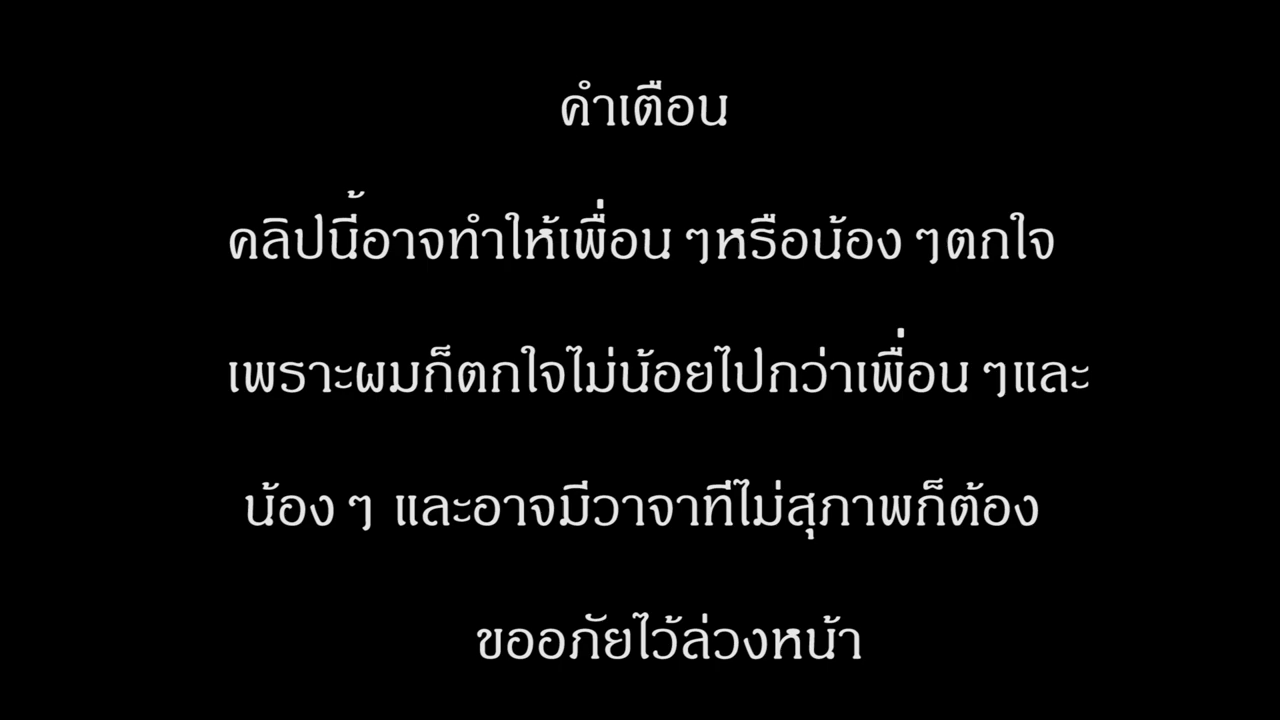 คำเตือน
คลิปนี้อาจทำให้เพื่อน ๆหรือน้อง ๆตกใจ
เพราะผมก็ตกใจไม่น้อยไปกว่าเพื่อน ๆและ
น้อง ๆ และอาจมีวาจาทีไม่สุภาพก็ต้อง
ขออภัยไว้ล่วงหน้า